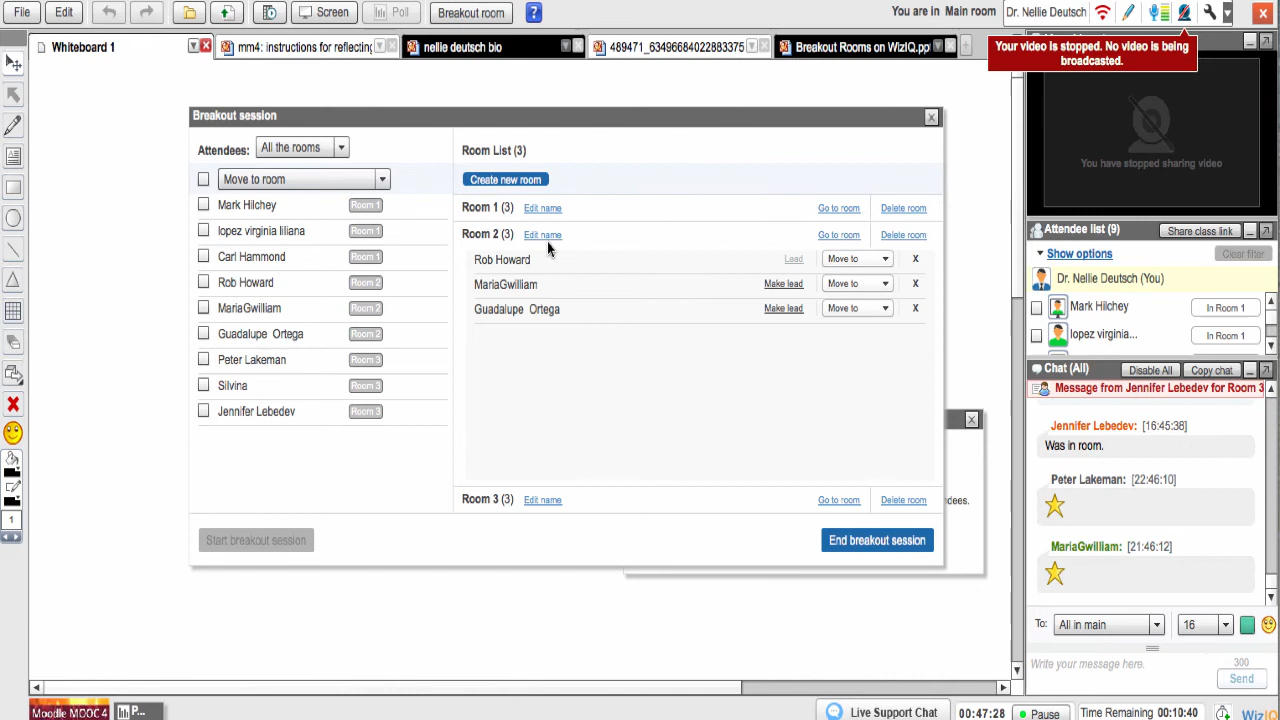 File
Edit
Screen
Poll
Breakout room
?
You are in Main room
Dr. Nellie Deutsch
Your video is stopped. No video is being
broadcasted.
Whiteboard 1
mm4: instructions for reflecting
nellie deutsch bio
489471_63496684022883375
Breakout Rooms on WizIQ.ppt
Breakout session
X
Attendees:
All the rooms
Room List (3)
Move to room
Create new room
Mark Hilchey
Room 1
lopez virginia liliana
Room 1
Carl Hammond
Room 1
Rob Howard
Room 2
MariaGwilliam
Room 2
Guadalupe Ortega
Room 2
Peter Lakeman
Room 3
Silvina
Room 3
Jennifer Lebedev
Room 3
Room 1 (3)
Edit name
Go to room
Delete room
Room 2 (3)
Edit name
Go to room
Delete room
Rob Howard
Lead
Move to
X
MariaGwilliam
Make lead
Move to
X
Guadalupe Ortega
Make lead
Move to
X
Room 3 (3)
Edit name
Go to room
Delete room
Start breakout session
End breakout session
dees.
You have stopped sharing video
Attendee list (9)
Share class link
Show options
Clear filter
Dr. Nellie Deutsch (You)
Mark Hilchey
In Room 1
lopez virginia...
In Room 1
Chat (All)
Disable All
Copy chat
Message from Jennifer Lebedev for Room 3
Jennifer Lebedev: [16:45:38]
Was in room.
Peter Lakeman: [22:46:10]
MariaGwilliam: [21:46:12]
To:
All in main
16
Write your message here.
300
Send
1
Moodle MOOC 4
P...
Live Support Chat
00:47:28
Pause
Time Remaining 00:10:40
WizIQ